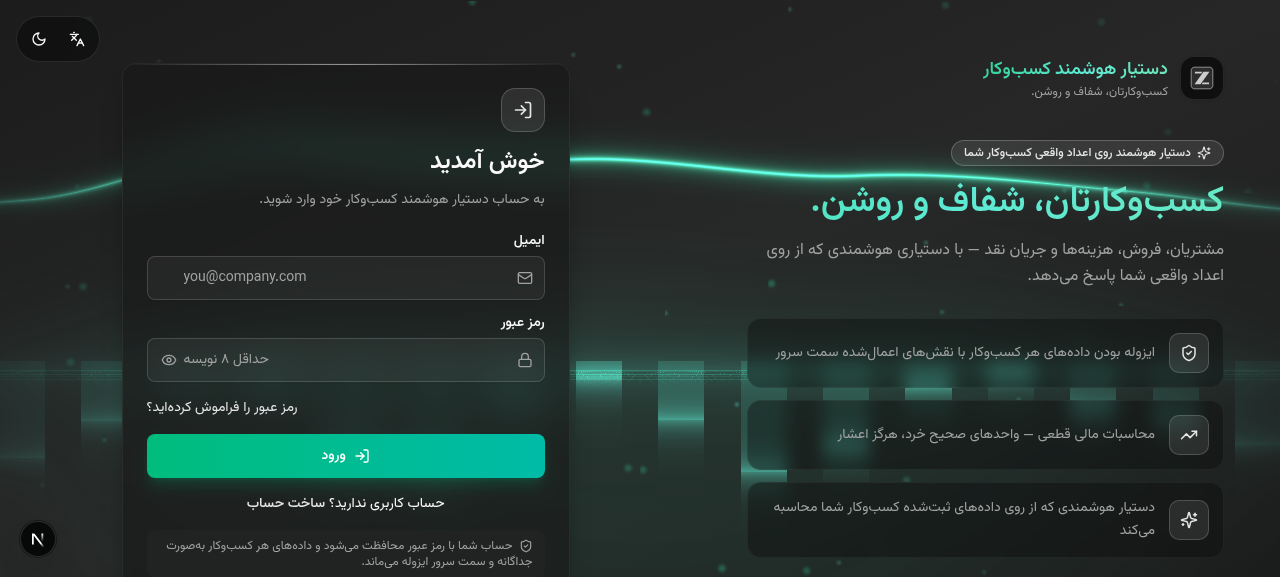 دستیار هوشمند کسب‌وکار
کسب‌وکارتان، شفاف و روشن.
دستیار هوشمند روی اعداد واقعی کسب‌وکار شما
کسب‌وکارتان، شفاف و روشن.
مشتریان، فروش، هزینه‌ها و جریان نقد — با دستیاری هوشمندی که از روی
اعداد واقعی شما پاسخ می‌دهد.
ایزوله بودن داده‌های هر کسب‌وکار با نقش‌های اعمال‌شده سمت سرور
محاسبات مالی قطعی — واحدهای صحیح خرد، هرگز اعشار
دستیار هوشمندی که از روی داده‌های ثبت‌شده کسب‌وکار شما محاسبه
می‌کند
خوش آمدید
به حساب دستیار هوشمند کسب‌وکار خود وارد شوید.
ایمیل
you@company.com
رمز عبور
حداقل ۸ نویسه
رمز عبور را فراموش کرده‌اید؟
ورود
حساب کاربری ندارید؟ ساخت حساب
حساب شما با رمز عبور محافظت می‌شود و داده‌های هر کسب‌وکار به‌صورت
جداگانه و سمت سرور ایزوله می‌ماند.